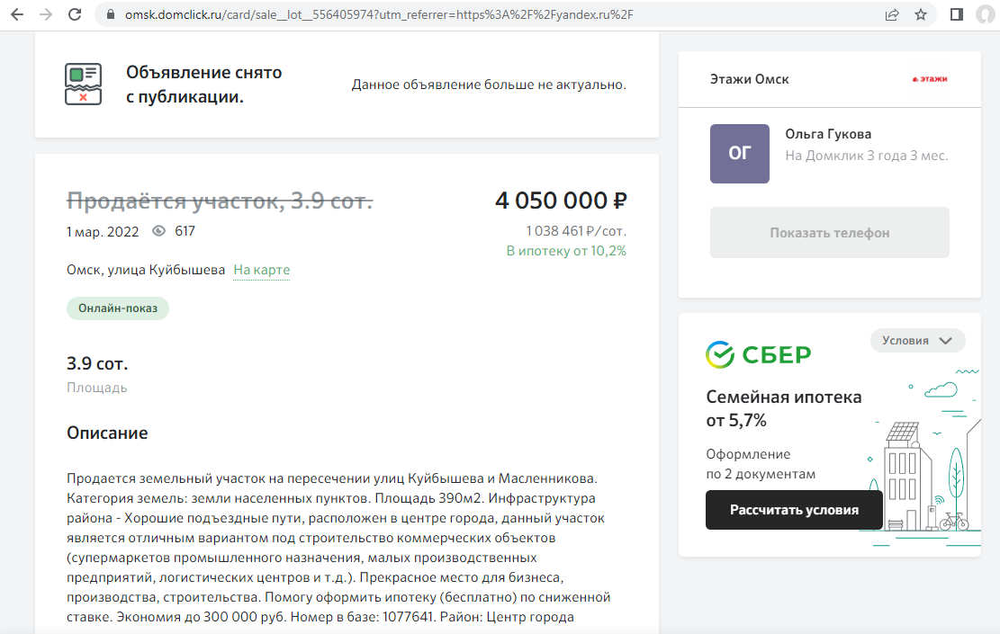 omsk.domclick.ru/card/sale__lot__556405974?utm_referrer=https%3A%2F%2Fyandex.ru%2F
Объявление снято
с публикации.
Данное объявление больше не актуально.
Продаётся участок, 3.9 сот.
4 050 000 ₽
1 мар. 2022 617
1 038 461 ₽/сот.
В ипотеку от 10,2%
Омск, улица Куйбышева На карте
Онлайн-показ
3.9 сот.
Площадь
Описание
Продается земельный участок на пересечении улиц Куйбышева и Масленникова.
Категория земель: земли населенных пунктов. Площадь 390м2. Инфраструктура
района - Хорошие подъездные пути, расположен в центре города, данный участок
является отличным вариантом под строительство коммерческих объектов
(супермаркетов промышленного назначения, малых производственных
предприятий, логистических центров и т.д.). Прекрасное место для бизнеса,
производства, строительства. Помогу оформить ипотеку (бесплатно) по сниженной
ставке. Экономия до 300 000 руб. Номер в базе: 1077641. Район: Центр города
Этажи Омск
этажи
ОГ
Ольга Гукова
На Домклик 3 года 3 мес.
Показать телефон
Условия
СБЕР
Семейная ипотека
от 5,7%
Оформление
по 2 документам
Рассчитать условия